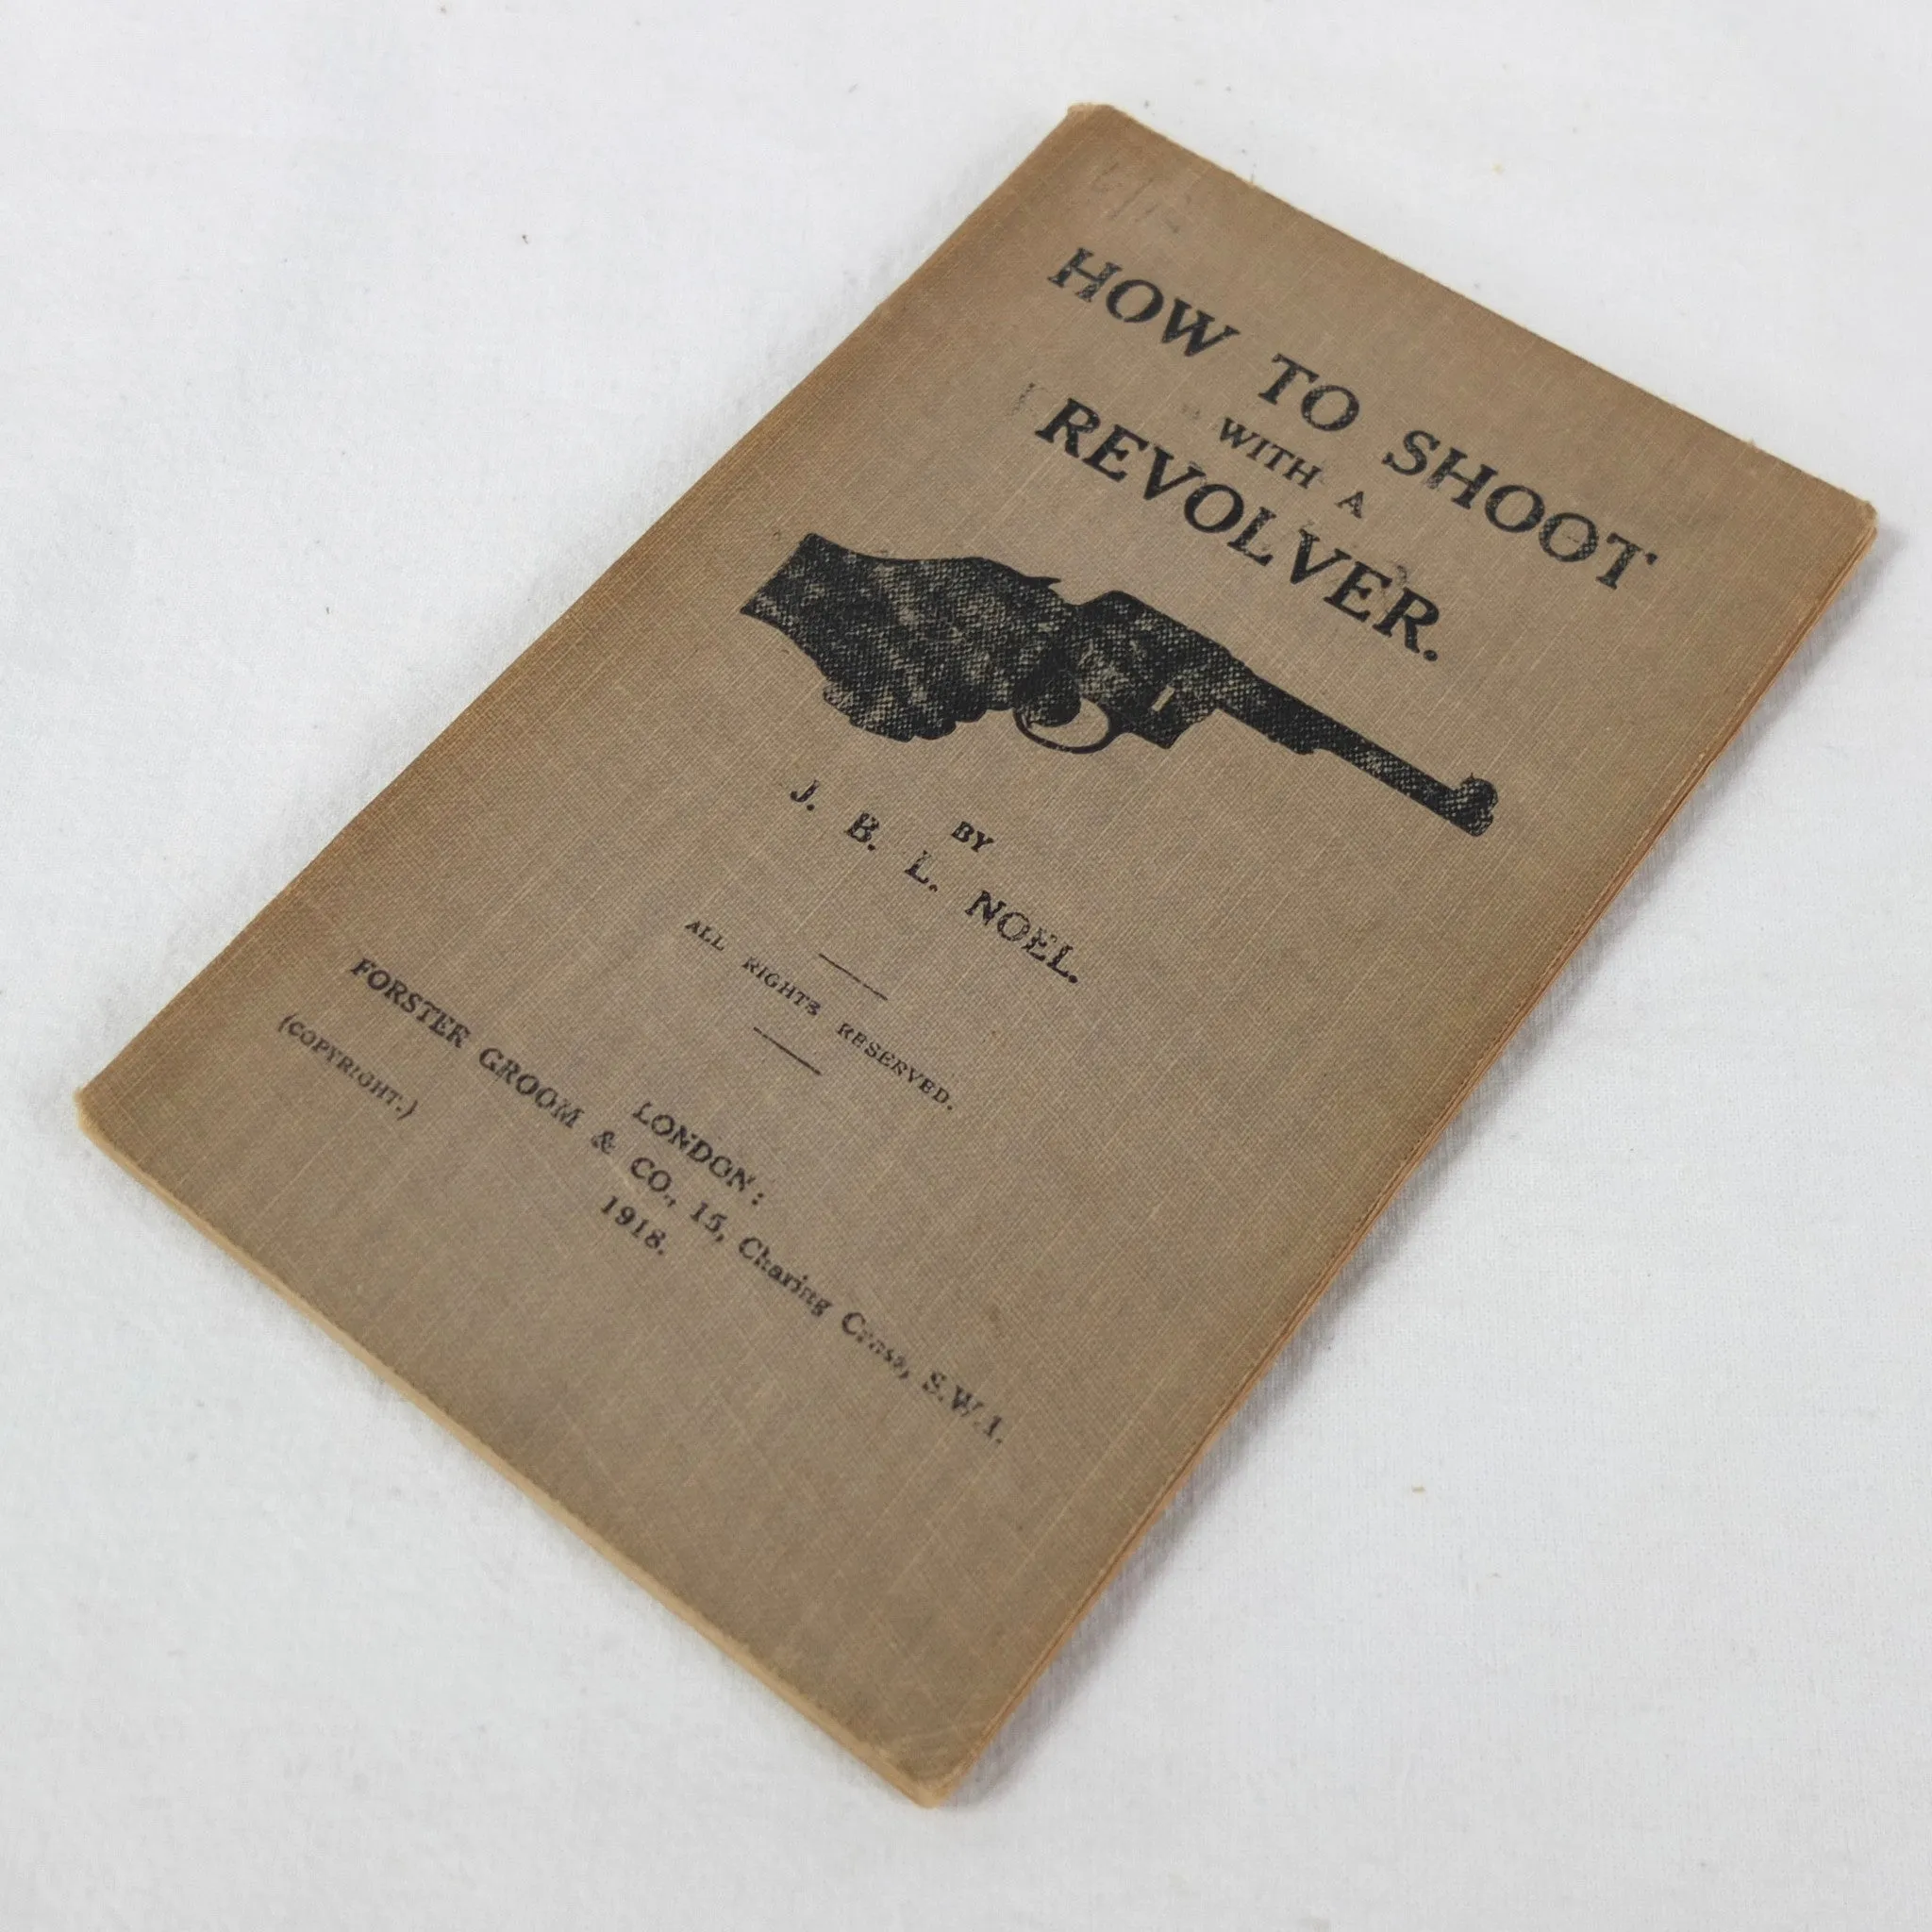 HOW TO SHOOT
WITH A
REVOLVER.
BY
J. B. L. NOEL.
ALL RIGHTS RESERVED.
LONDON:
FORSTER GROOM & CO., 15, Charing Cross, S.W.1.
1918.
(COPYRIGHT.)